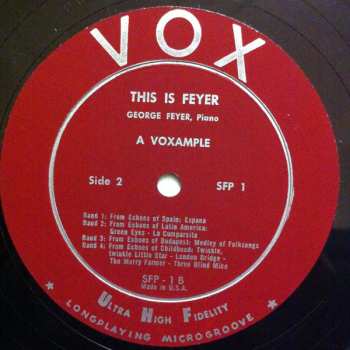 VOX
THIS IS FEYER
GEORGE FEYER, Piano
A VOXAMPLE
Side 2 SFP 1
Band 1: From Echoes of Spain: Espana
Band 2: From Echoes of Latin America:
Green Eyes - La Comparsita
Band 3: From Echoes of Budapest: Medley of Folksongs
Band 4: From Echoes of Childhood: Twinkle,
twinkle Little Star - London Bridge -
The Merry Farmer - Three Blind Mice
SFP - 1 B
Made in U.S.A.
ULTRA HIGH FIDELITY
LONGPLAYING MICROGROOVE